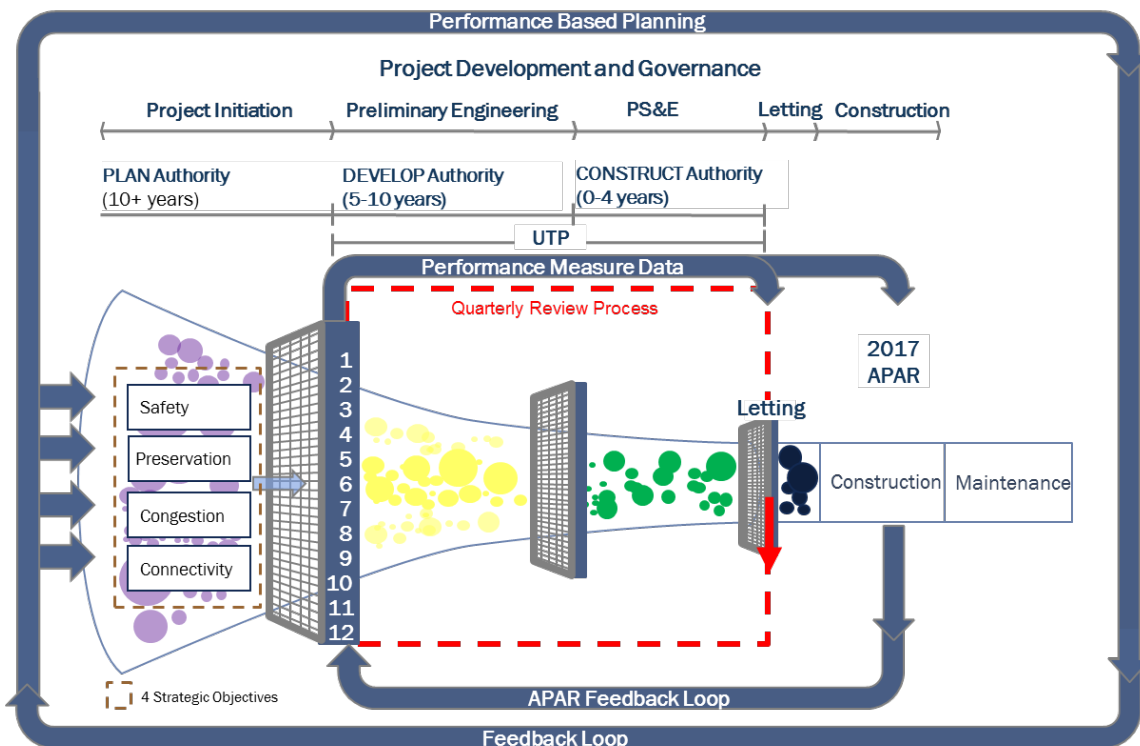 Performance Based Planning
Project Development and Governance
Project Initiation
Preliminary Engineering
PS&E
Letting
Construction
PLAN Authority
(10+ years)
DEVELOP Authority
(5-10 years)
CONSTRUCT Authority
(0-4 years)
UTP
Performance Measure Data
Quarterly Review Process
2017
APAR
1
2
3
4
5
6
7
8
9
10
11
12
Safety
Preservation
Congestion
Connectivity
Letting
Construction
Maintenance
4 Strategic Objectives
APAR Feedback Loop
Feedback Loop